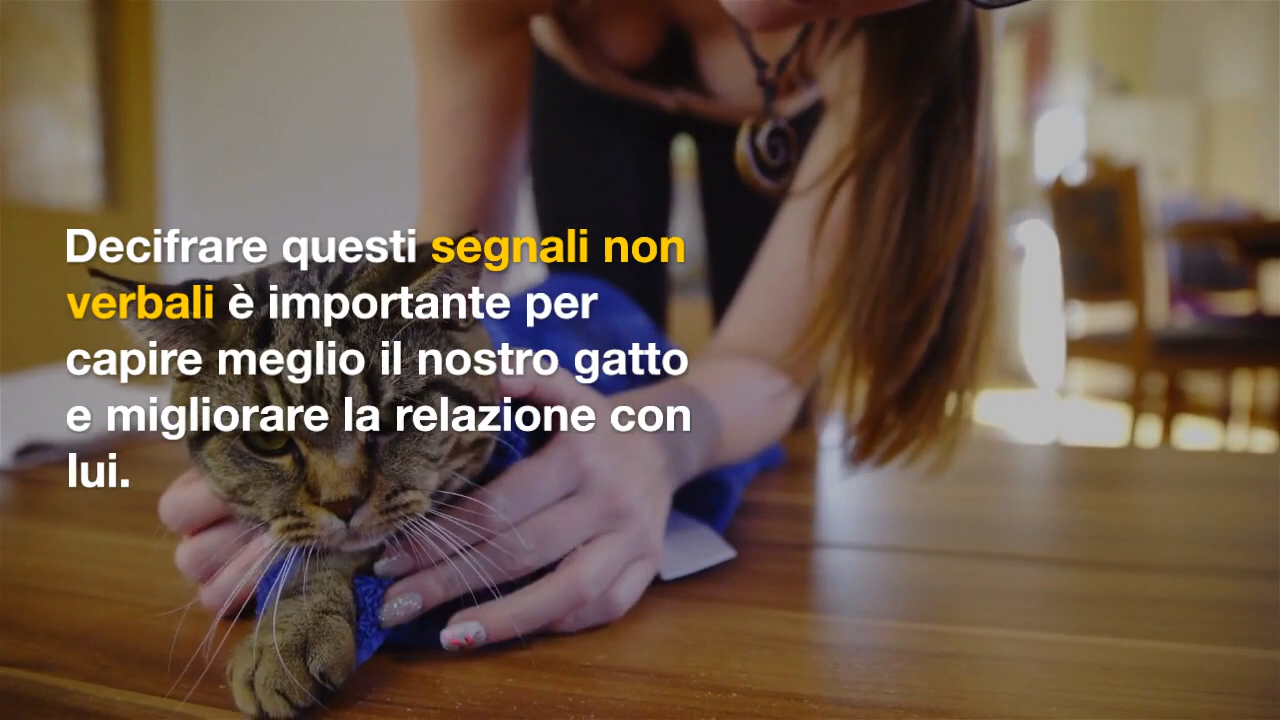 Decifrare questi segnali non
verbali è importante per
capire meglio il nostro gatto
e migliorare la relazione con
lui.